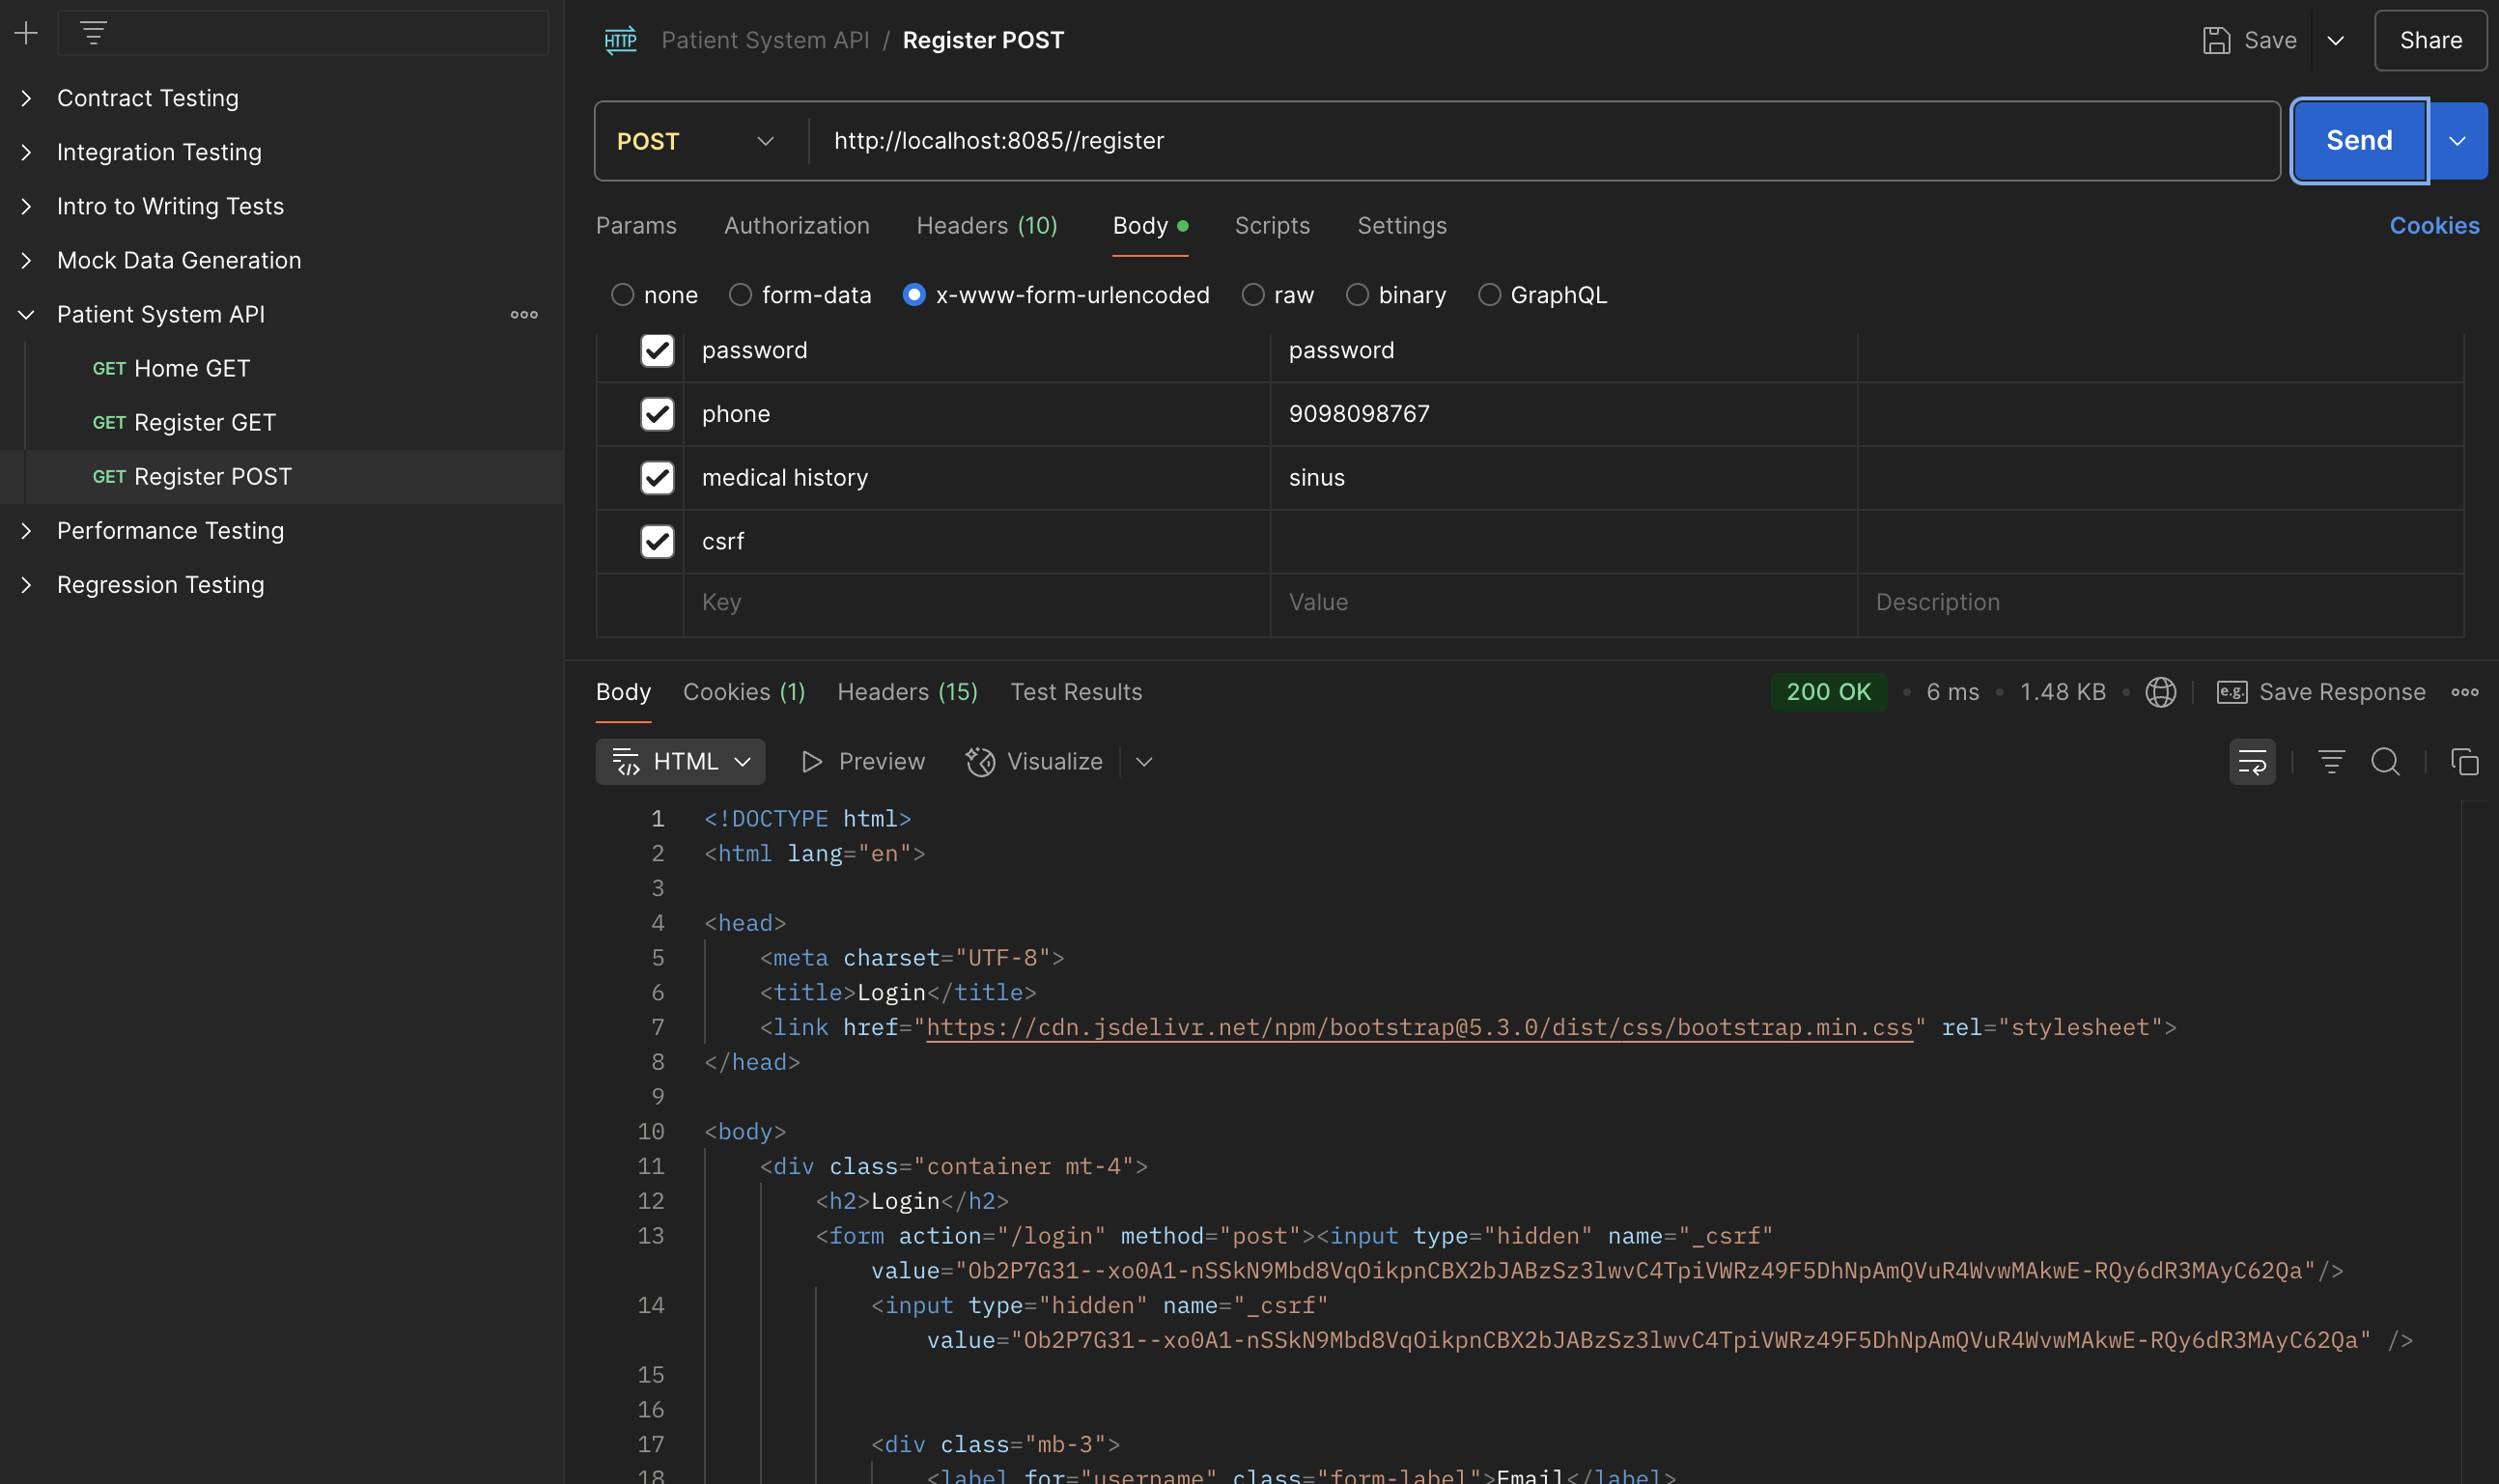 HTTP Patient System API / Register POST
Save
Share
Contract Testing
Integration Testing
Intro to Writing Tests
Mock Data Generation
Patient System API
GET Home GET
GET Register GET
GET Register POST
Performance Testing
Regression Testing
POST http://localhost:8085//register
Send
Params Authorization Headers (10) Body Scripts Settings Cookies
none form-data x-www-form-urlencoded raw binary GraphQL
password password
phone 9098098767
medical history sinus
csrf
Key Value Description
Body Cookies (1) Headers (15) Test Results 200 OK • 6 ms • 1.48 KB • e.g. Save Response
HTML Preview Visualize
1 <!DOCTYPE html>
2 <html lang="en">
3
4 <head>
5 <meta charset="UTF-8">
6 <title>Login</title>
7 <link href="https://cdn.jsdelivr.net/npm/bootstrap@5.3.0/dist/css/bootstrap.min.css" rel="stylesheet">
8 </head>
9
10 <body>
11 <div class="container mt-4">
12 <h2>Login</h2>
13 <form action="/login" method="post"><input type="hidden" name="_csrf"
value="Ob2P7G31--xo0A1-nSSkN9Mbd8VqOikpnCBX2bJABzSz3lwvC4TpiVWRz49F5DhNpAmQVuR4WvwMAkwE-RQy6dR3MAyC62Qa"/>
14 <input type="hidden" name="_csrf"
value="Ob2P7G31--xo0A1-nSSkN9Mbd8VqOikpnCBX2bJABzSz3lwvC4TpiVWRz49F5DhNpAmQVuR4WvwMAkwE-RQy6dR3MAyC62Qa" />
15
16
17 <div class="mb-3">
18 <label for="username" class="form-label">Email</label>